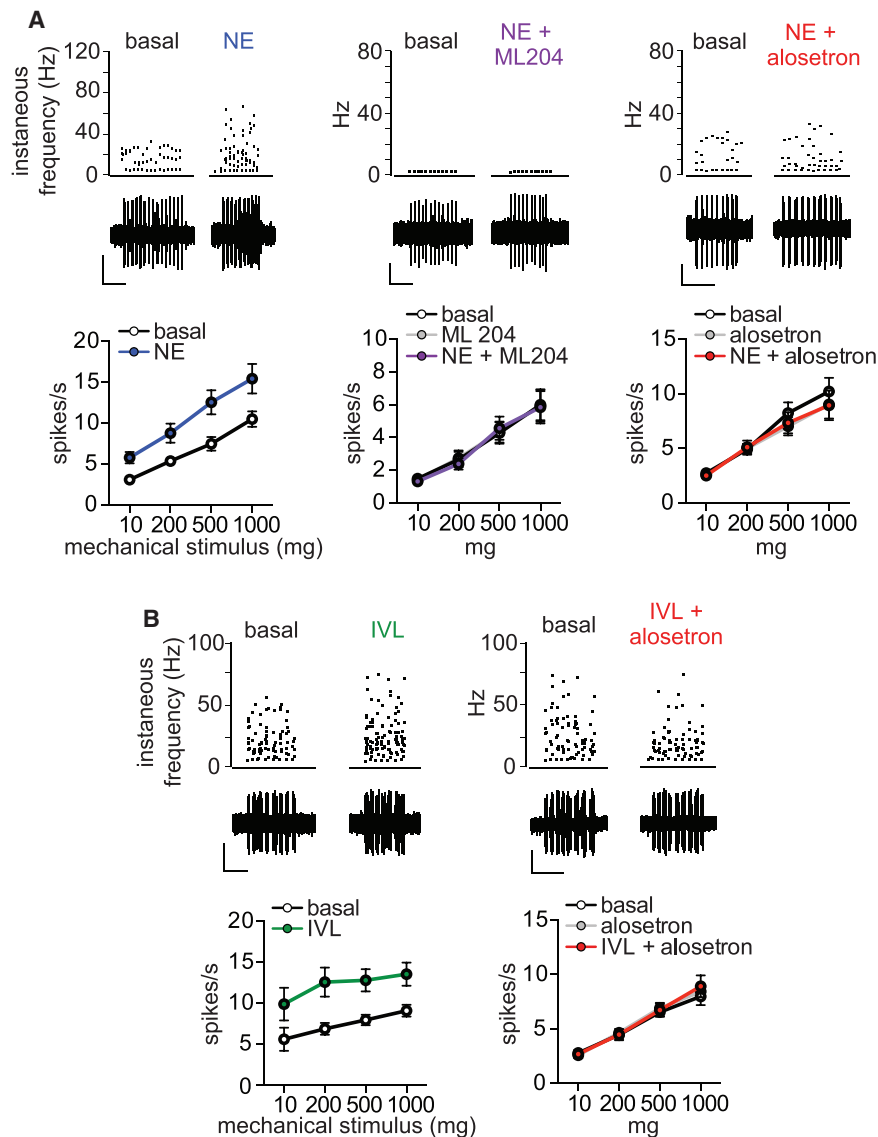 A
basal
NE
instaneous
frequency (Hz)
120
80
40
0
basal
NE +
ML204
Hz
80
40
0
basal
NE +
alosetron
80
40
0
basal
NE
spikes/s
20
15
10
5
0
10 200 500 1000
mechanical stimulus (mg)
basal
ML 204
NE + ML204
spikes/s
6
4
2
0
10 200 500 1000
mg
basal
alosetron
NE + alosetron
spikes/s
15
10
5
0
10 200 500 1000
mg
B
basal
IVL
instaneous
frequency (Hz)
100
50
0
basal
IVL +
alosetron
Hz
100
50
0
basal
IVL
spikes/s
20
15
10
5
0
10 200 500 1000
mechanical stimulus (mg)
basal
alosetron
IVL + alosetron
spikes/s
15
10
5
0
10 200 500 1000
mg